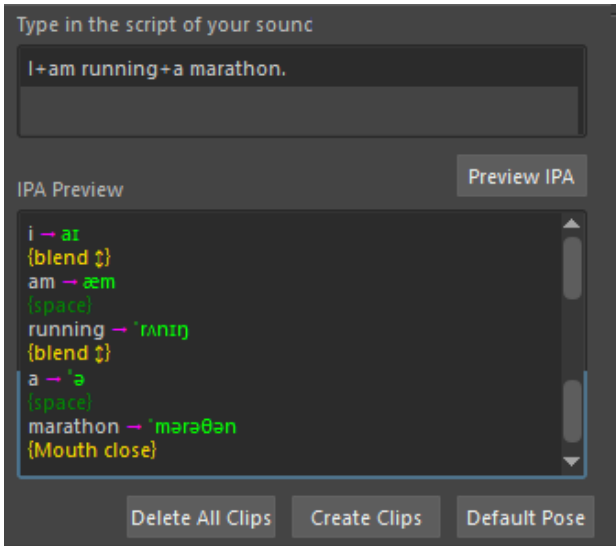 Type in the script of your sounc
I+am running+a marathon.
Preview IPA
IPA Preview
i → aɪ
{blend ↕}
am → æm
{space}
running → ˈrʌnɪŋ
{blend ↕}
a → ˈə
{space}
marathon → ˈmərəθən
{Mouth close}
Delete All Clips Create Clips Default Pose